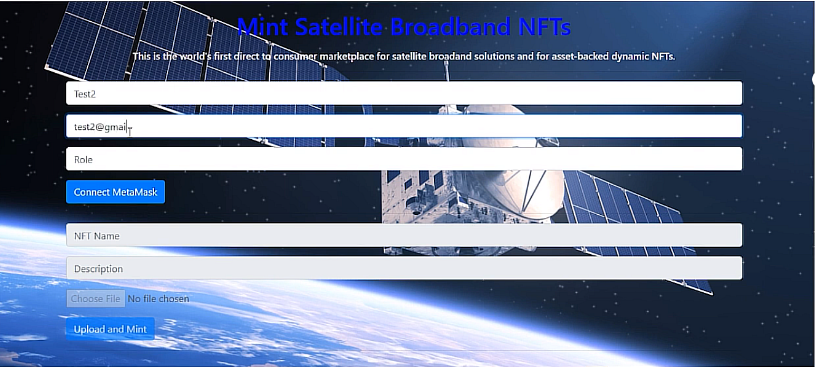 Mint Satellite Broadband NFTs
This is the world's first direct to consumer marketplace for satellite broadand solutions and for asset-backed dynamic NFTs.
Test2
test2@gmai
Role
Connect MetaMask
NFT Name
Description
Choose File No file chosen
Upload and Mint